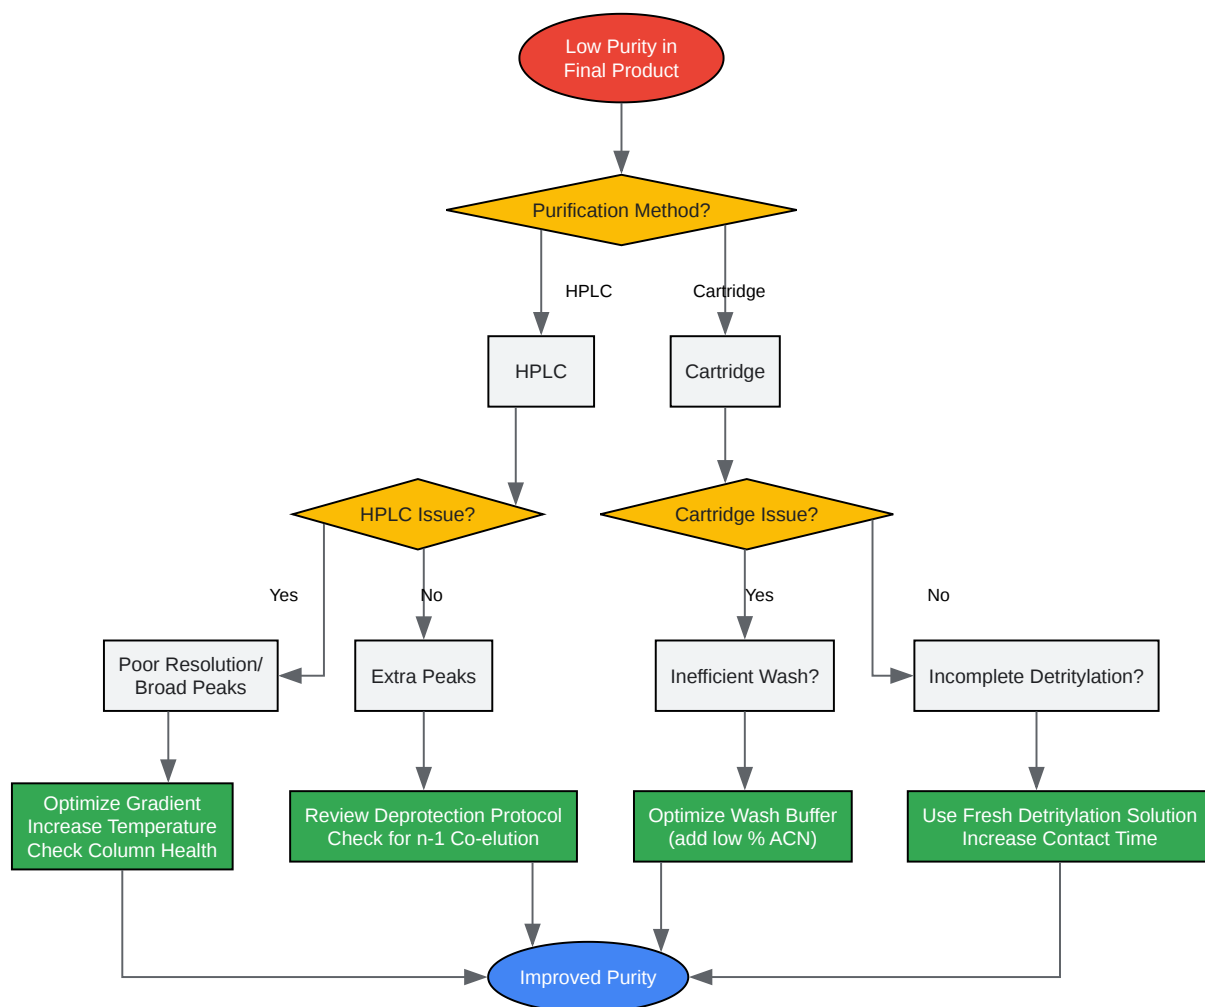 Low Purity in
Final Product
Purification Method?
HPLC
Cartridge
HPLC
Cartridge
HPLC Issue?
Cartridge Issue?
Yes
No
Yes
No
Poor Resolution/
Broad Peaks
Extra Peaks
Inefficient Wash?
Incomplete Detritylation?
Optimize Gradient
Increase Temperature
Check Column Health
Review Deprotection Protocol
Check for n-1 Co-elution
Optimize Wash Buffer
(add low % ACN)
Use Fresh Detritylation Solution
Increase Contact Time
Improved Purity